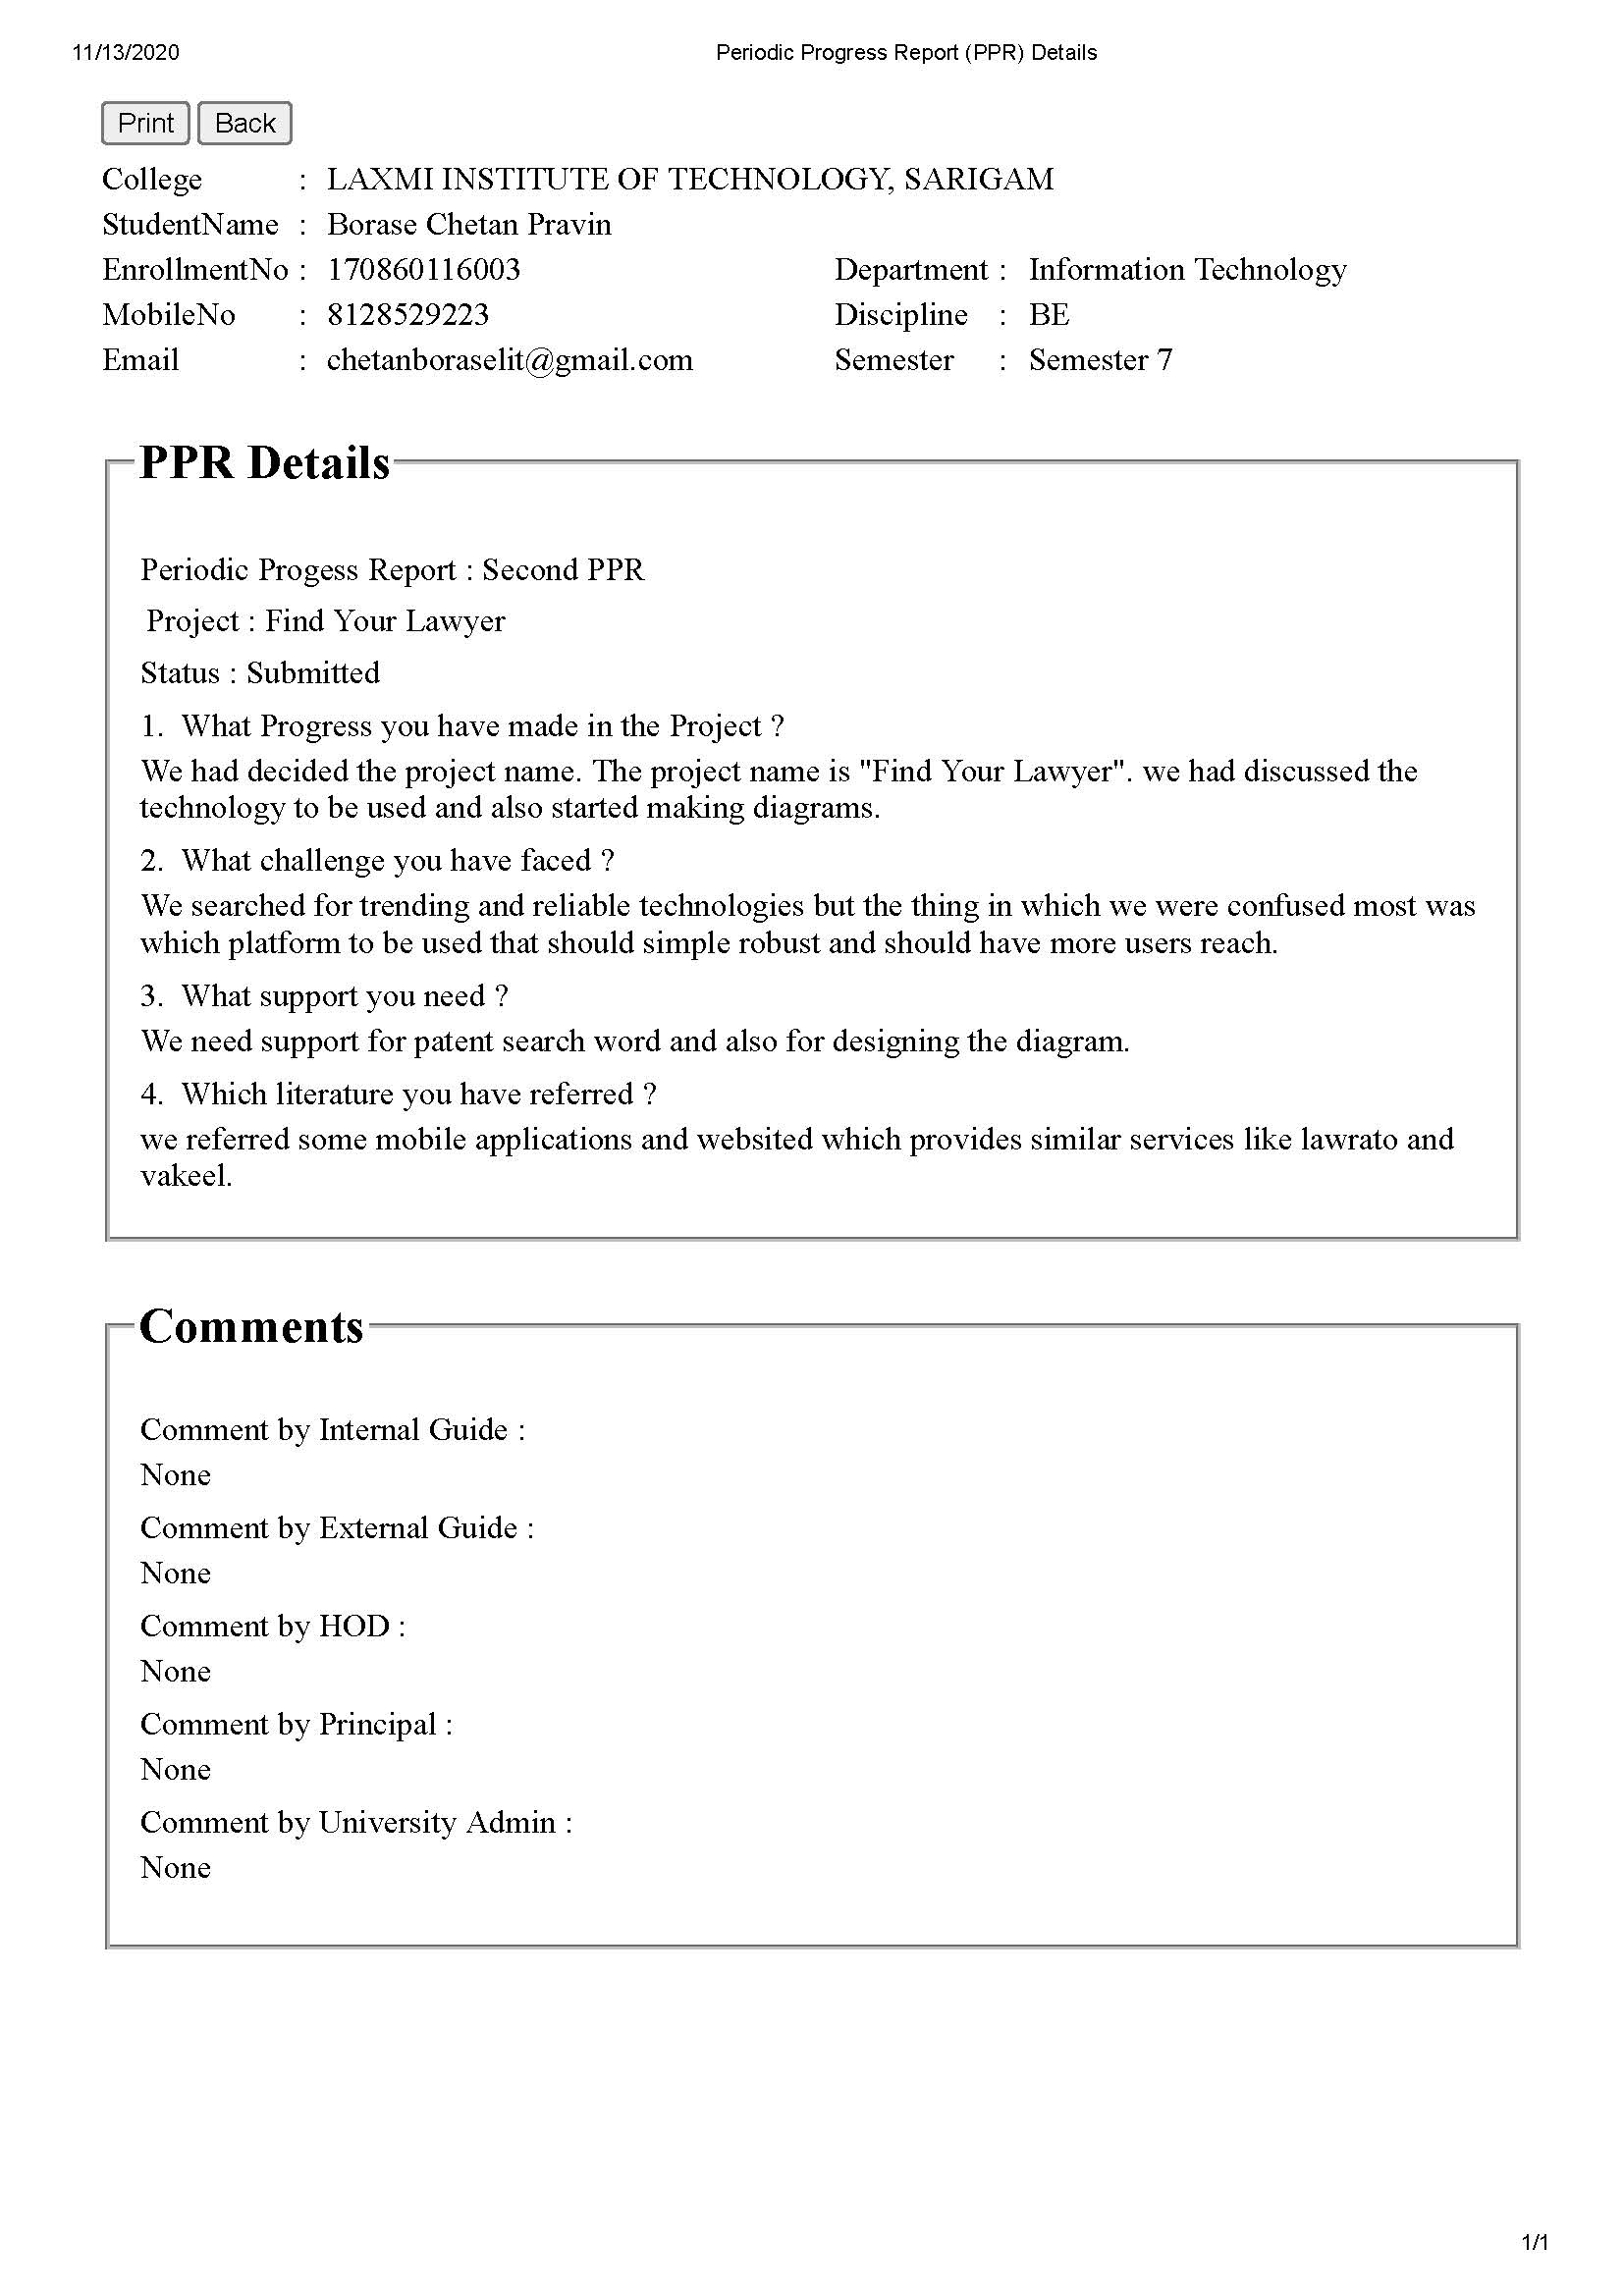 11/13/2020 Periodic Progress Report (PPR) Details
Print Back
College : LAXMI INSTITUTE OF TECHNOLOGY, SARIGAM
StudentName : Borase Chetan Pravin
EnrollmentNo : 170860116003 Department : Information Technology
MobileNo : 8128529223 Discipline : BE
Email : chetanboraselit@gmail.com Semester : Semester 7
PPR Details
Periodic Progess Report : Second PPR
Project : Find Your Lawyer
Status : Submitted
1. What Progress you have made in the Project ?
We had decided the project name. The project name is "Find Your Lawyer". we had discussed the
technology to be used and also started making diagrams.
2. What challenge you have faced ?
We searched for trending and reliable technologies but the thing in which we were confused most was
which platform to be used that should simple robust and should have more users reach.
3. What support you need ?
We need support for patent search word and also for designing the diagram.
4. Which literature you have referred ?
we referred some mobile applications and websited which provides similar services like lawrato and
vakeel.
Comments
Comment by Internal Guide :
None
Comment by External Guide :
None
Comment by HOD :
None
Comment by Principal :
None
Comment by University Admin :
None
1/1